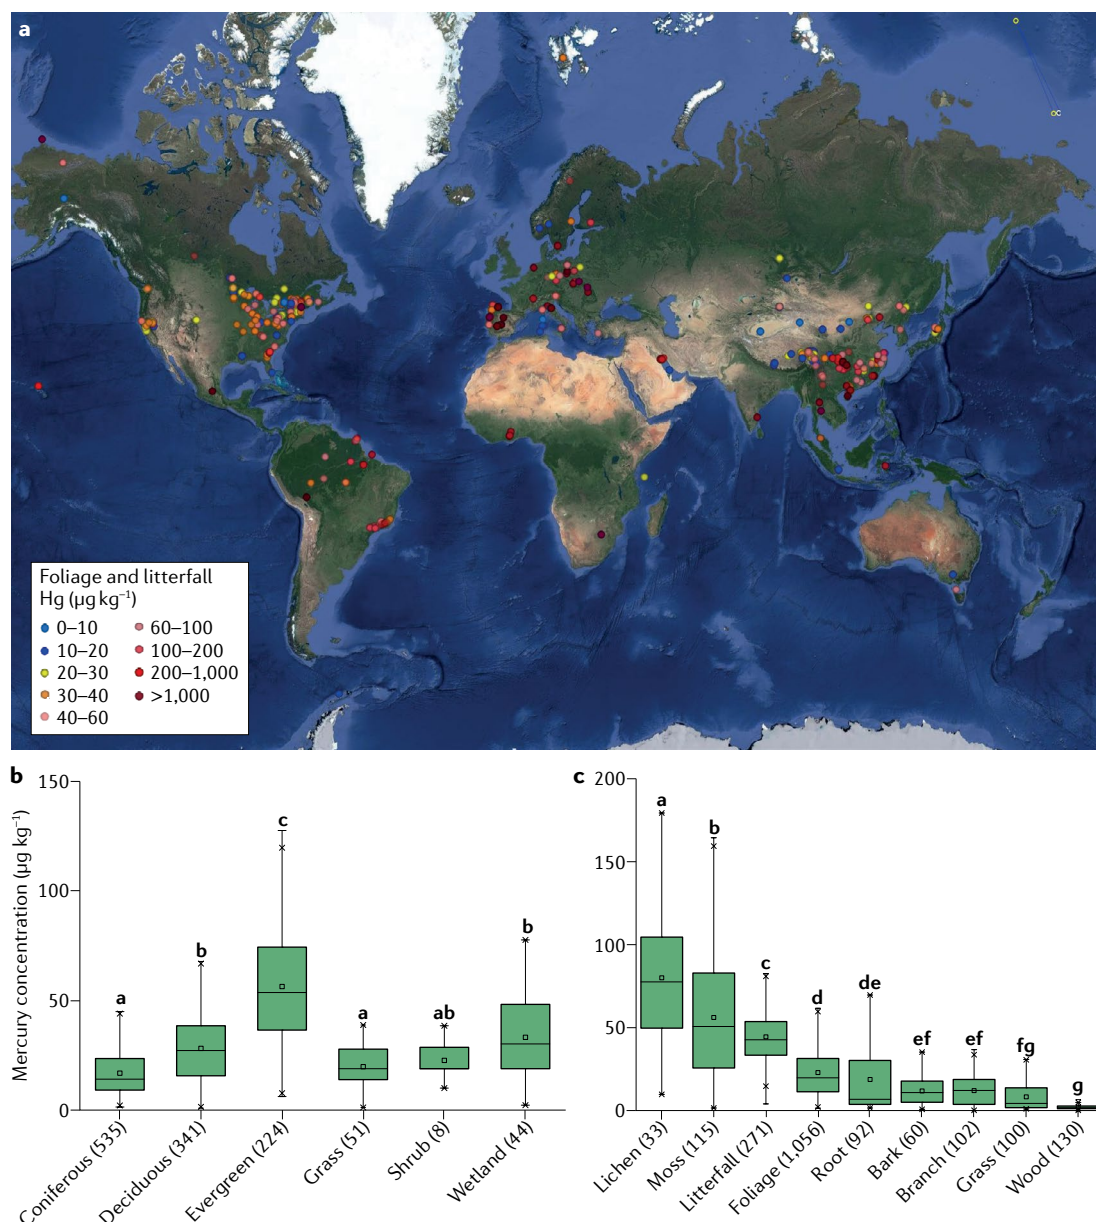 a
Foliage and litterfall
Hg (µg kg⁻¹)
0–10
10–20
20–30
30–40
40–60
60–100
100–200
200–1,000
>1,000
b
Mercury concentration (µg kg⁻¹)
150
100
50
0
a
b
c
a
ab
b
Coniferous (535)
Deciduous (341)
Evergreen (224)
Grass (51)
Shrub (8)
Wetland (44)
c
200
150
100
50
0
a
b
c
d
de
ef
ef
fg
g
Lichen (33)
Moss (115)
Litterfall (271)
Foliage (1,056)
Root (92)
Bark (60)
Branch (102)
Grass (100)
Wood (130)